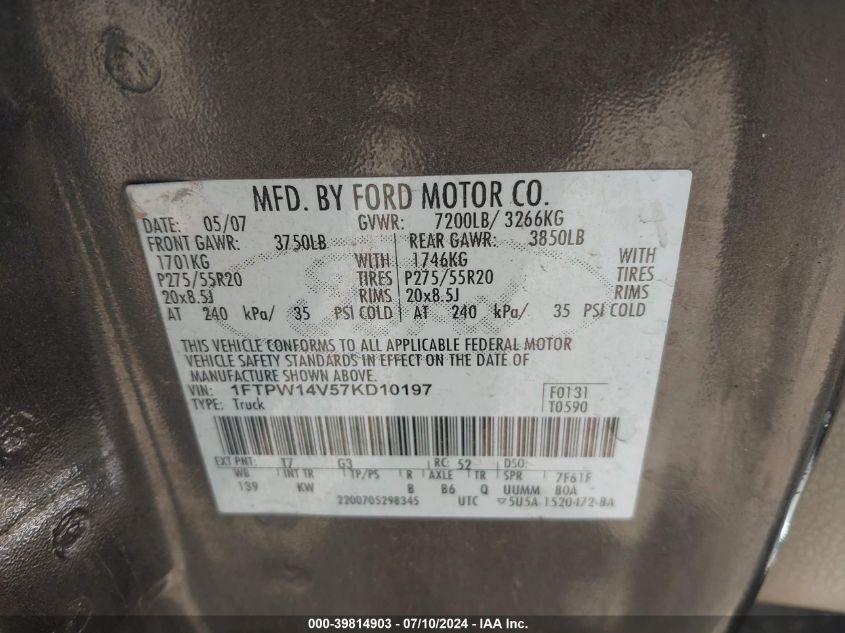 MFD. BY FORD MOTOR CO.
DATE: 05/07 GVWR: 7200LB/ 3266KG
FRONT GAWR: 3750LB REAR GAWR: 3850LB
1701KG WITH 1746KG WITH
P275/55R20 TIRES P275/55R20 TIRES
20x8.5J RIMS 20x8.5J RIMS
AT 240 kPa/ 35 PSI COLD AT 240 kPa/ 35 PSI COLD
THIS VEHICLE CONFORMS TO ALL APPLICABLE FEDERAL MOTOR
VEHICLE SAFETY STANDARDS IN EFFECT ON THE DATE OF
MANUFACTURE SHOWN ABOVE.
VIN: 1FTPW14V57KD10197 F0131
TYPE: Truck T0590
EXT PNT: T7 G3 RC: 52 DSO:
WB INT TR TP/PS R AXLE TR SPR 7F61F
139 KW B B6 Q UUMM BOA
2200705298345 UTC ▽5U5A-1520472-BA
000-39814903 - 07/10/2024 - IAA Inc.